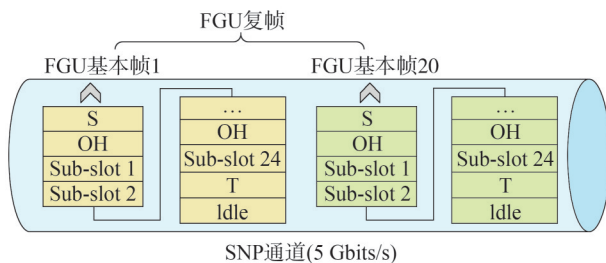 FGU复帧
FGU基本帧1
FGU基本帧20
S
OH
Sub-slot 1
Sub-slot 2
…
OH
Sub-slot 24
T
Idle
S
OH
Sub-slot 1
Sub-slot 2
…
OH
Sub-slot 24
T
Idle
SNP通道(5 Gbits/s)